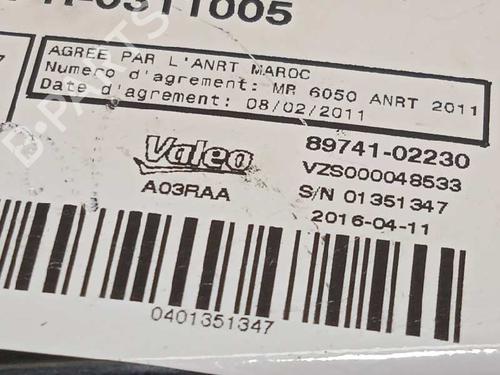 0311005
AGREE PAR L'ANRT MAROC
Numero d'agrement: MR 6050 ANRT 2011
Date d'agrement: 08/02/2011
Valeo
A03RAA
89741-02230
VZS000048533
S/N 01351347
2016-04-11
0401351347